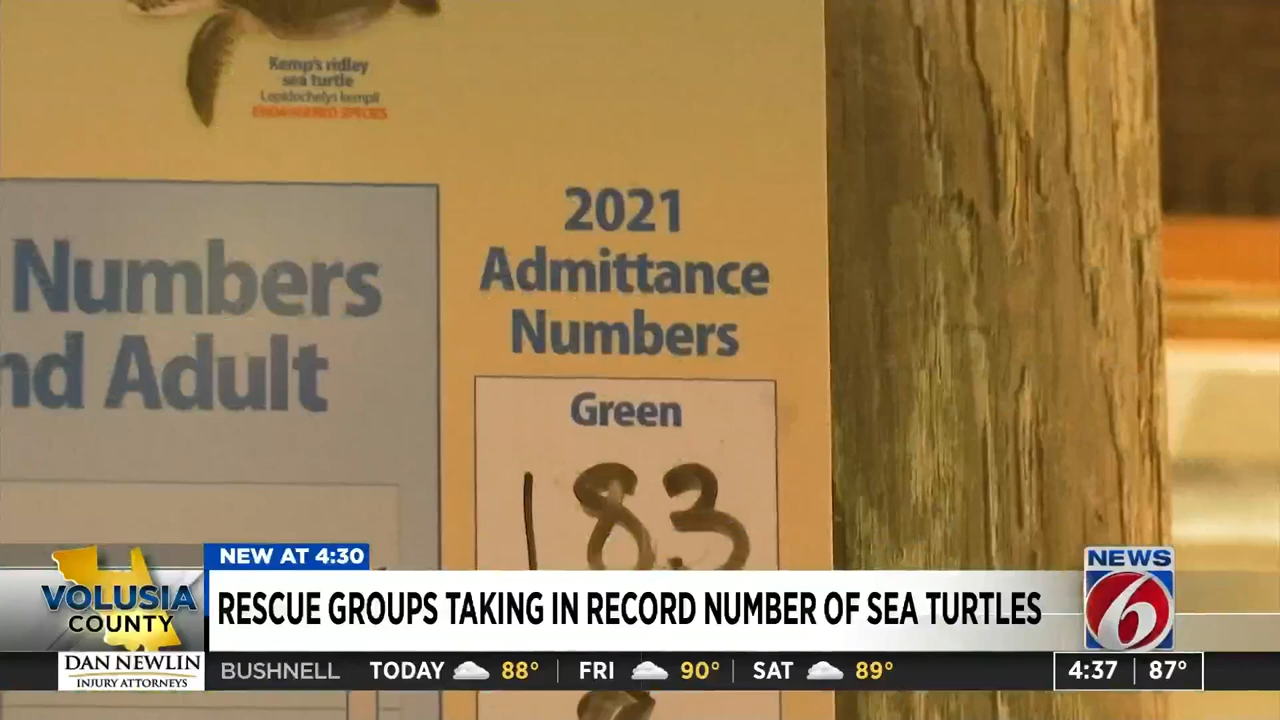 Kemp's ridley
sea turtle
Lepidochelys kempii
ENDANGERED SPECIES
Numbers
nd Adult
2021
Admittance
Numbers
Green
183
NEW AT 4:30
VOLUSIA
COUNTY
RESCUE GROUPS TAKING IN RECORD NUMBER OF SEA TURTLES
NEWS
6
DAN NEWLIN
INJURY ATTORNEYS
BUSHNELL TODAY 88° FRI 90° SAT 89°
4:37 87°